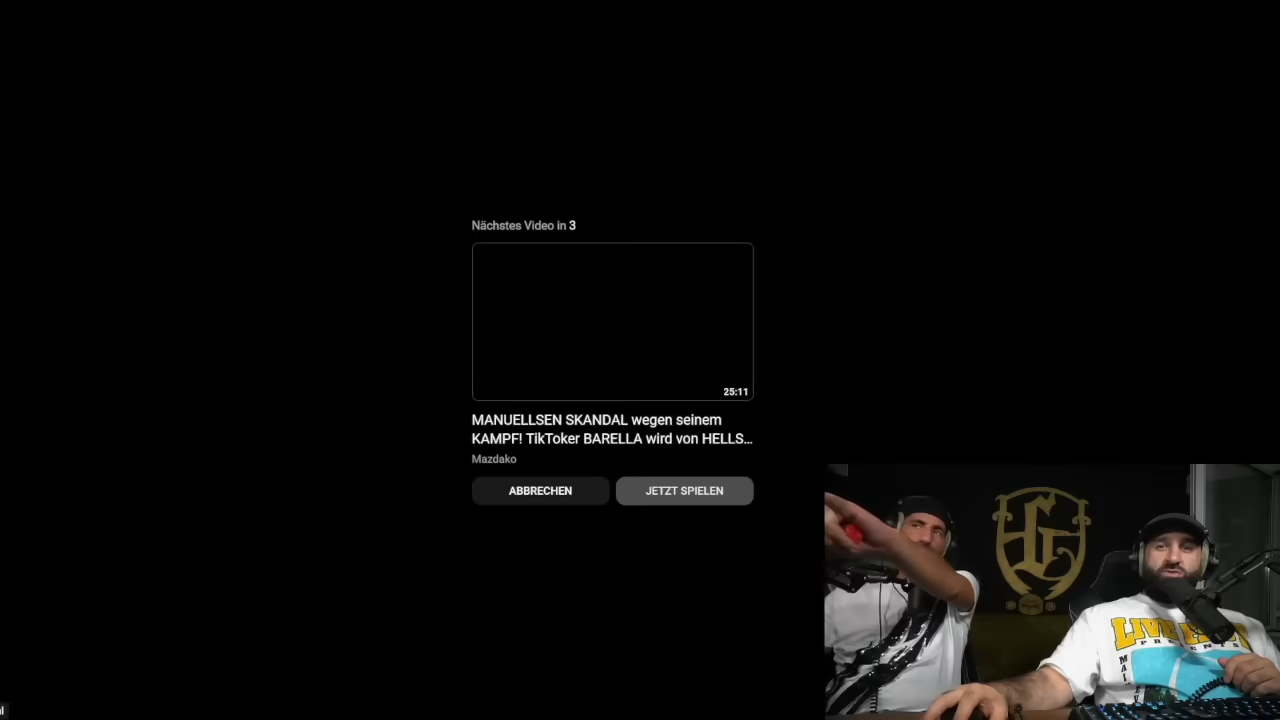 Nächstes Video in 3
25:11
MANUELLSEN SKANDAL wegen seinem
KAMPF! TikToker BARELLA wird von HELLS...
Mazdako
ABBRECHEN
JETZT SPIELEN